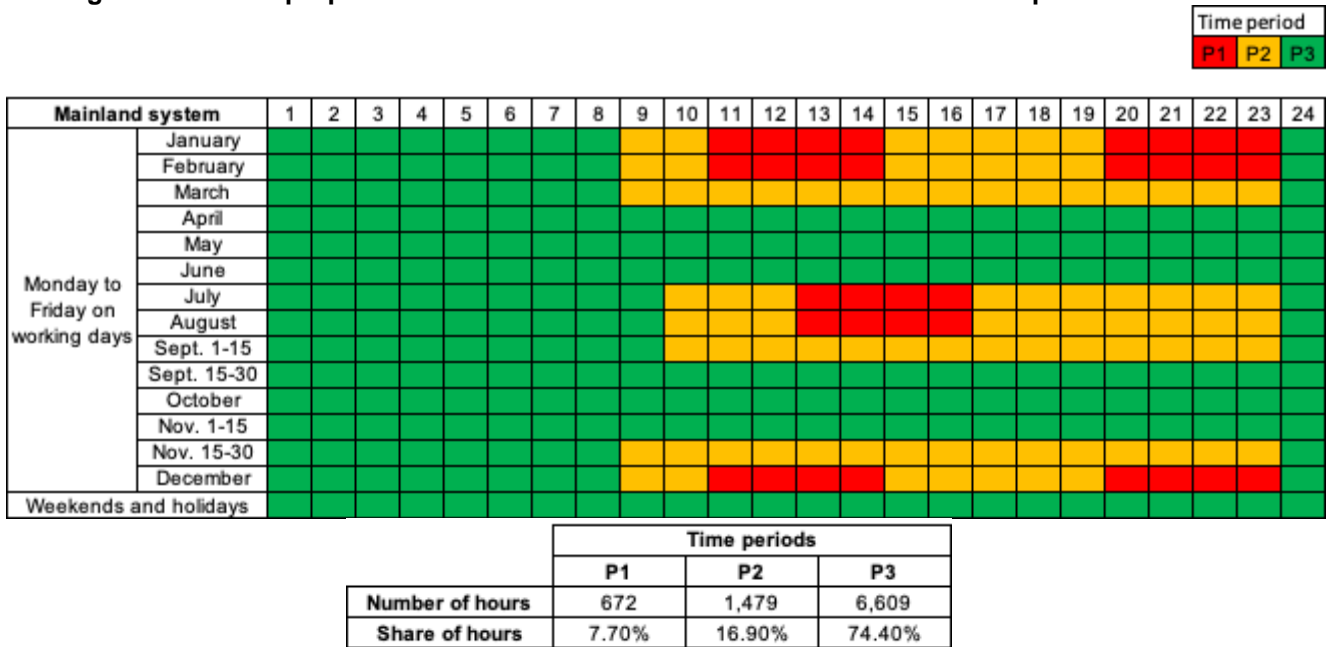 Time period
P1 P2 P3
Mainland system 1 2 3 4 5 6 7 8 9 10 11 12 13 14 15 16 17 18 19 20 21 22 23 24
Monday to Friday on working days
January
February
March
April
May
June
July
August
Sept. 1-15
Sept. 15-30
October
Nov. 1-15
Nov. 15-30
December
Weekends and holidays
Time periods
P1 P2 P3
Number of hours 672 1,479 6,609
Share of hours 7.70% 16.90% 74.40%